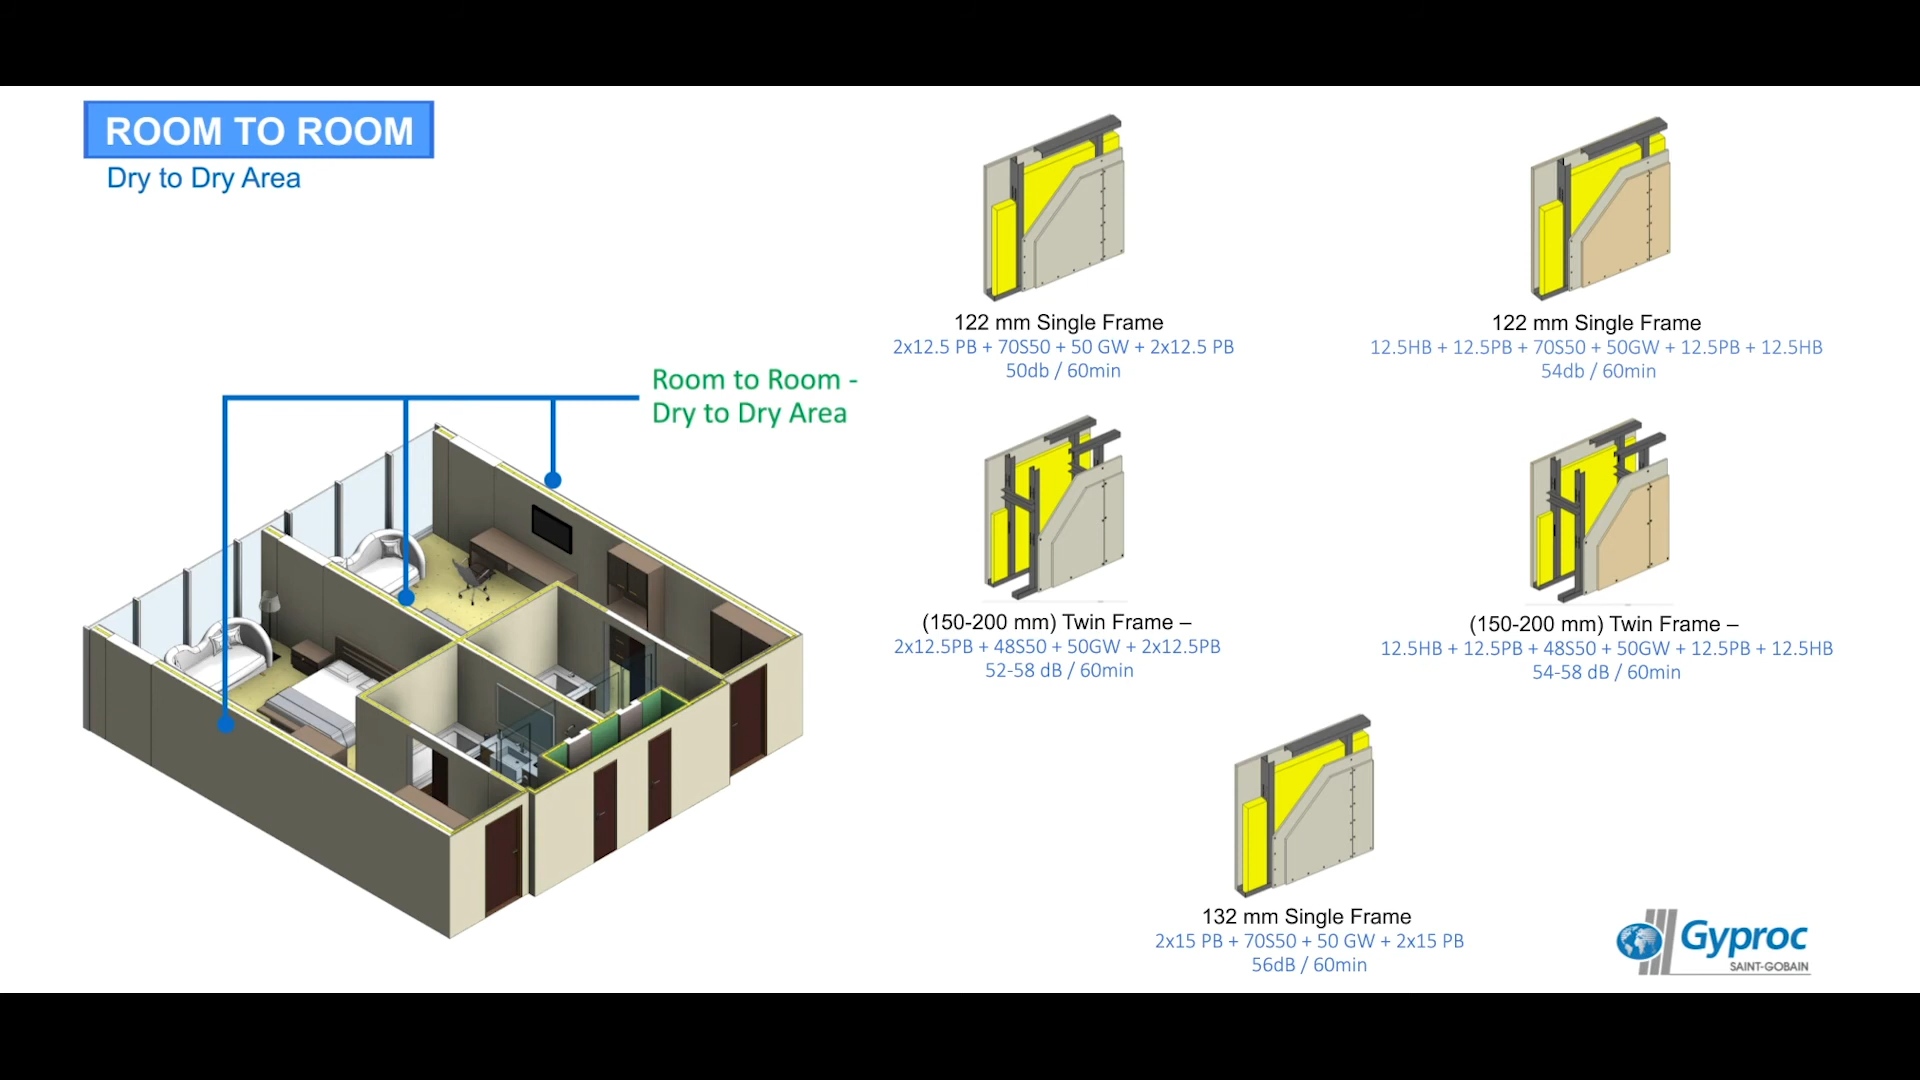 ROOM TO ROOM
Dry to Dry Area
Room to Room -
Dry to Dry Area
122 mm Single Frame
2x12.5 PB + 70S50 + 50 GW + 2x12.5 PB
50db / 60min
122 mm Single Frame
12.5HB + 12.5PB + 70S50 + 50GW + 12.5PB + 12.5HB
54db / 60min
(150-200 mm) Twin Frame –
2x12.5PB + 48S50 + 50GW + 2x12.5PB
52-58 dB / 60min
(150-200 mm) Twin Frame –
12.5HB + 12.5PB + 48S50 + 50GW + 12.5PB + 12.5HB
54-58 dB / 60min
132 mm Single Frame
2x15 PB + 70S50 + 50 GW + 2x15 PB
56dB / 60min
Gyproc
SAINT-GOBAIN